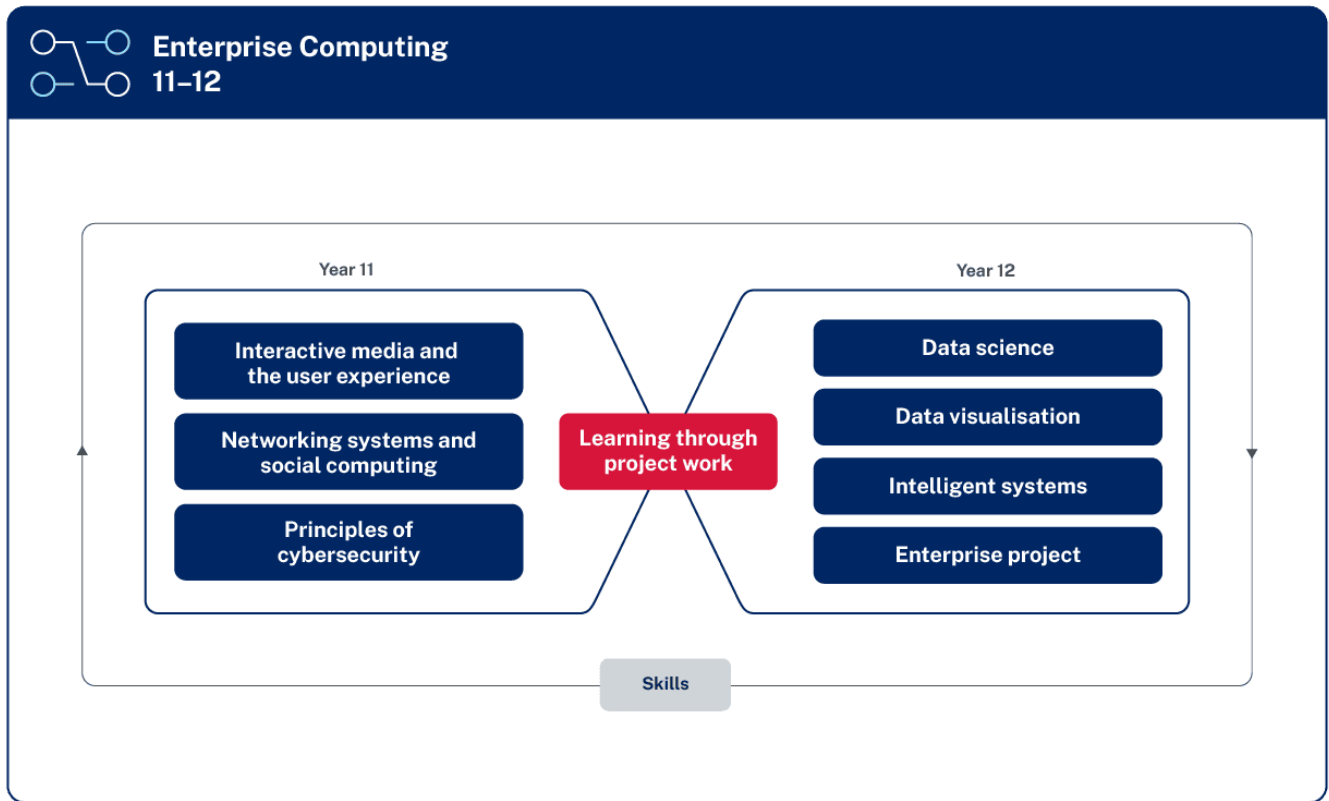 Enterprise Computing
11–12
Year 11
Interactive media and
the user experience
Networking systems and
social computing
Principles of
cybersecurity
Learning through
project work
Year 12
Data science
Data visualisation
Intelligent systems
Enterprise project
Skills